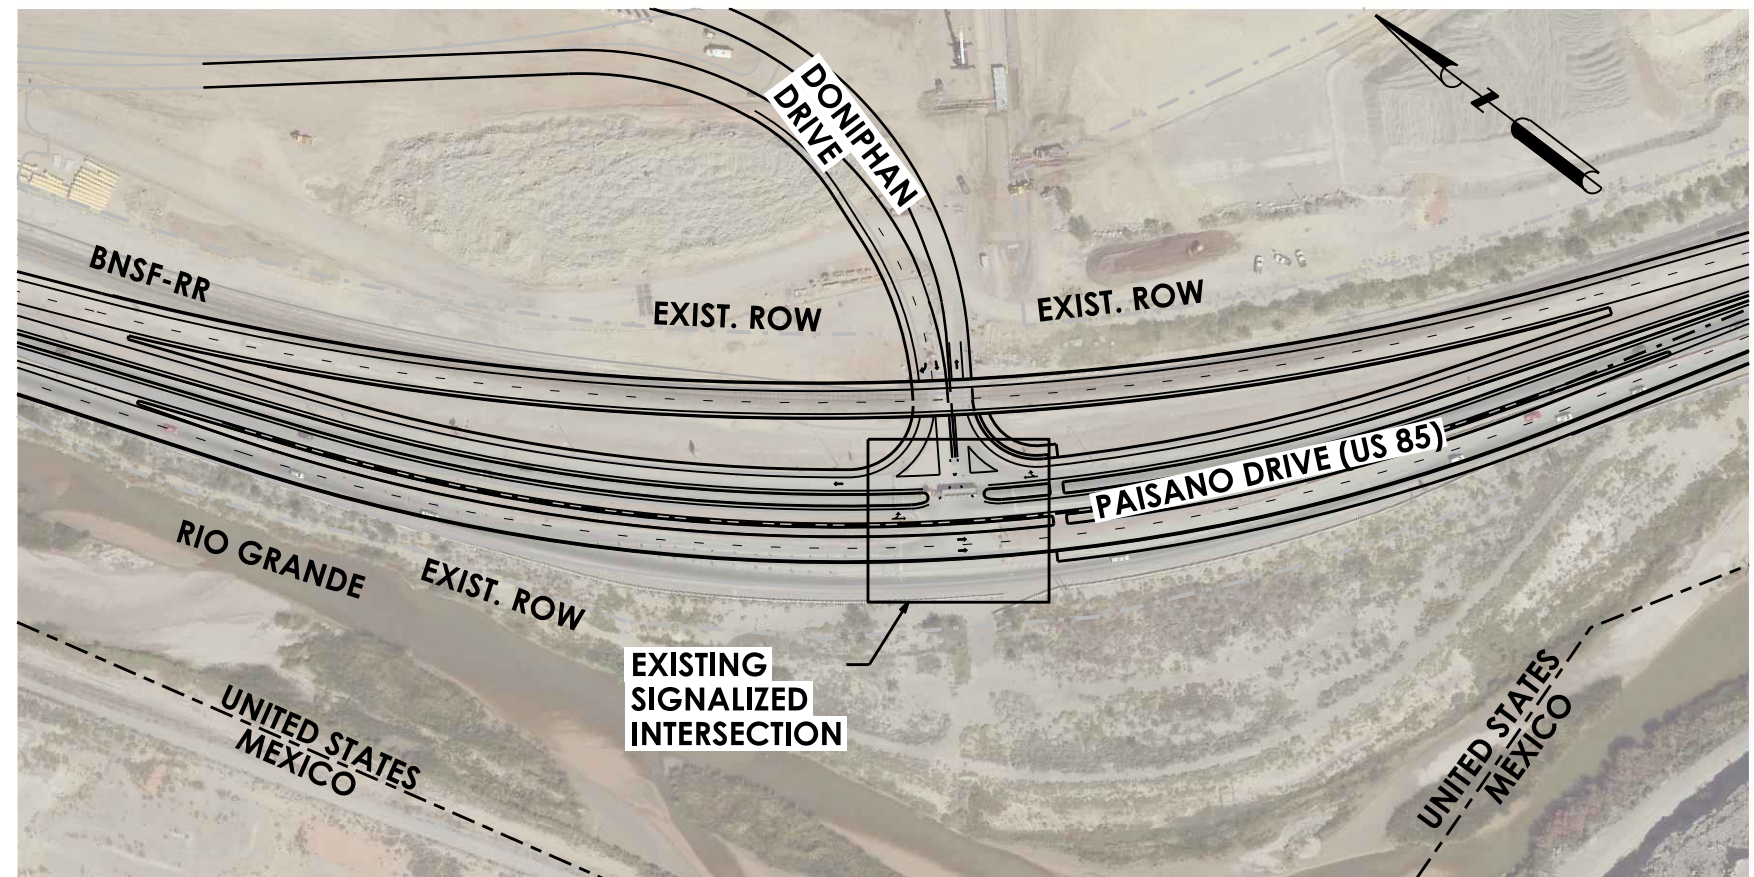 DONIPHAN
DRIVE
N
BNSF-RR
EXIST. ROW
EXIST. ROW
PAISANO DRIVE (US 85)
RIO GRANDE
EXIST. ROW
EXISTING
SIGNALIZED
INTERSECTION
UNITED STATES
MEXICO
UNITED STATES
MEXICO